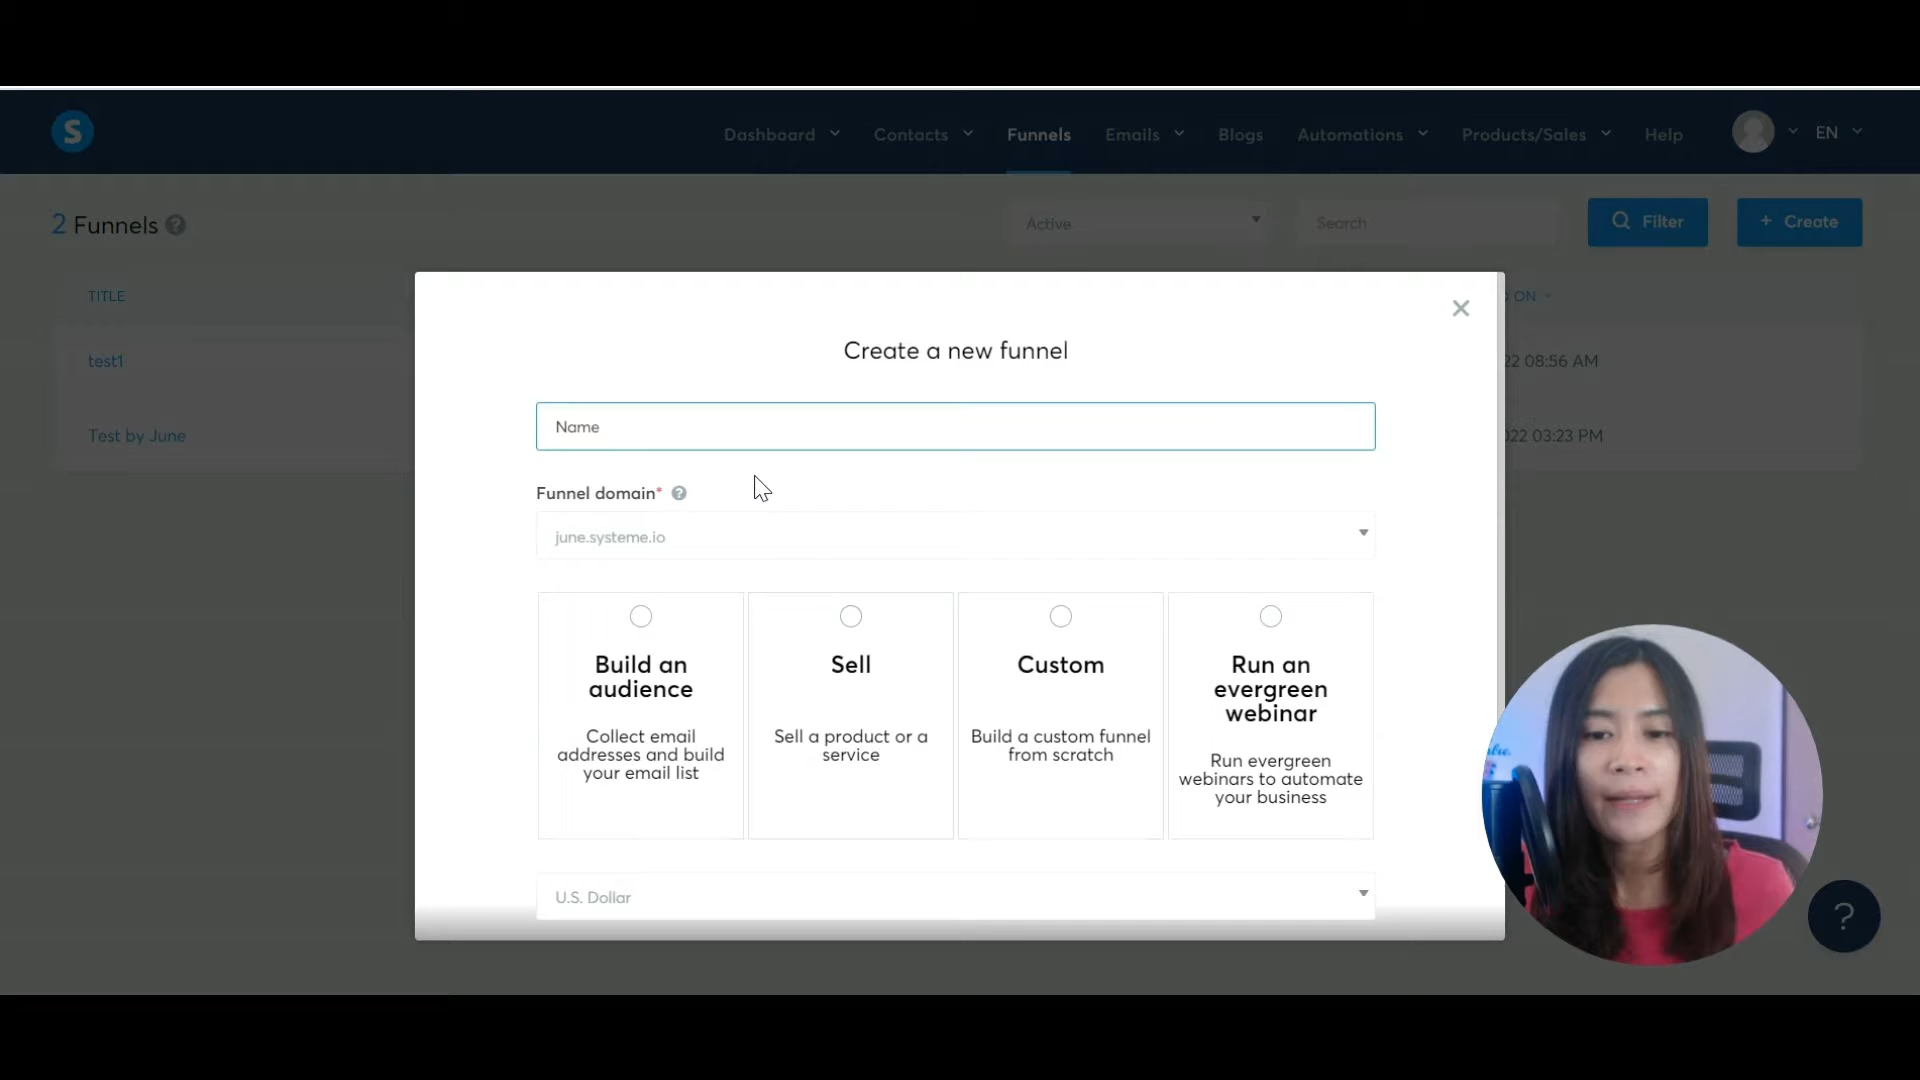 S
Dashboard Contacts Funnels Emails Blogs Automations Products/Sales Help EN
2 Funnels ?
Active
Search
Filter
+ Create
TITLE
ON
test1
22 08:56 AM
Test by June
022 03:23 PM
Create a new funnel
Name
Funnel domain* ?
june.systeme.io
Build an
audience
Collect email
addresses and build
your email list
Sell
Sell a product or a
service
Custom
Build a custom funnel
from scratch
Run an
evergreen
webinar
Run evergreen
webinars to automate
your business
U.S. Dollar
?